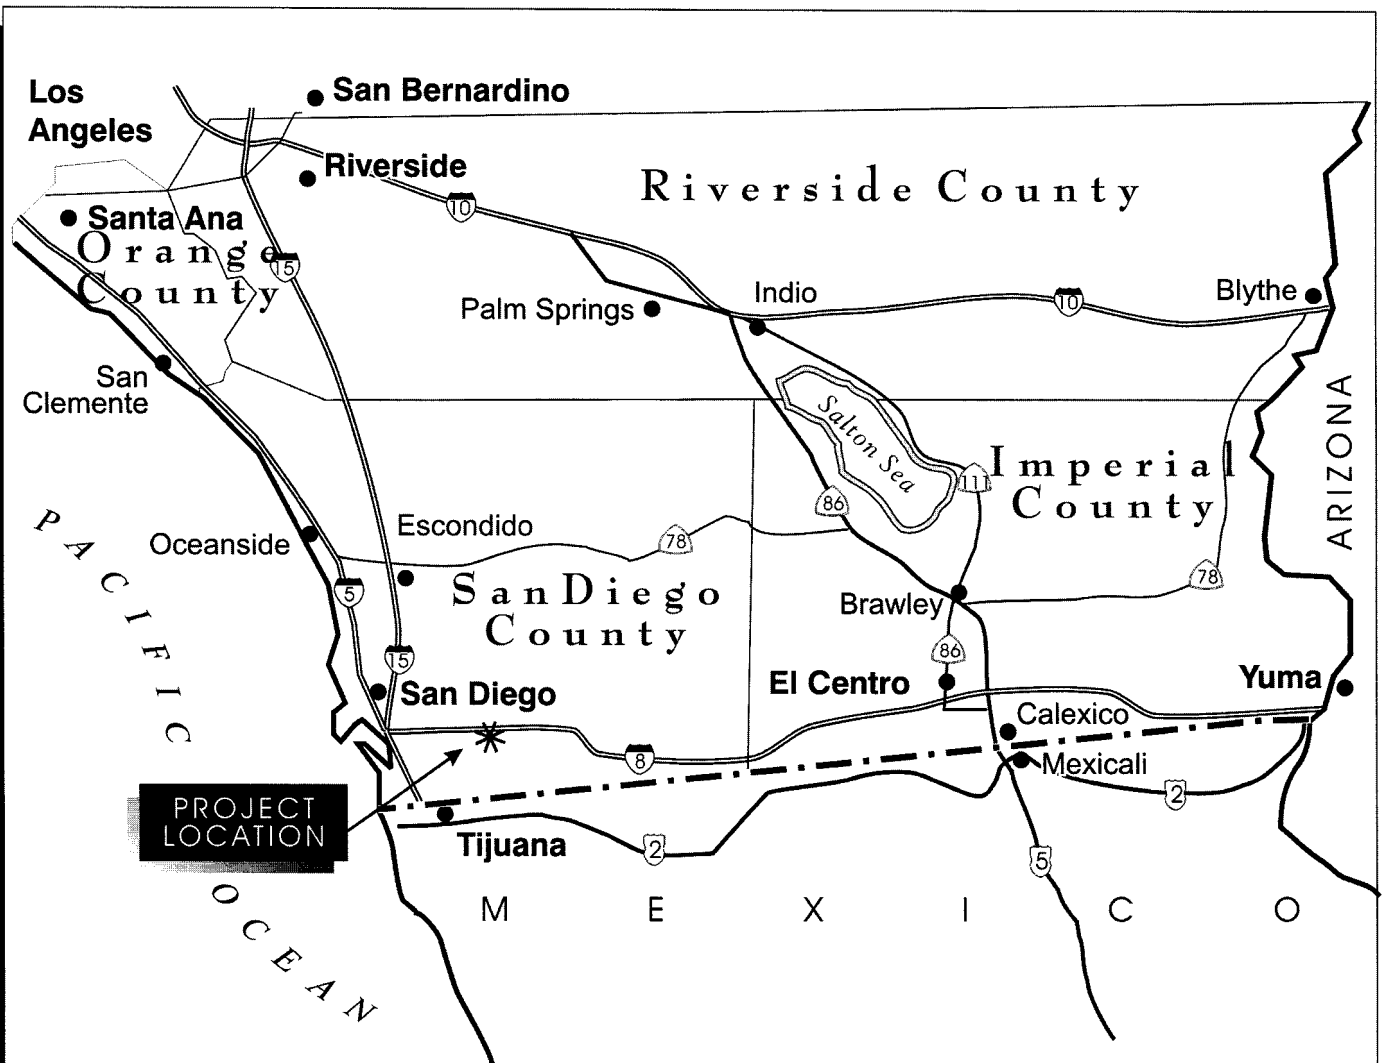 Los
Angeles
San Bernardino
Riverside
Riverside County
10
Santa Ana
Orange
County
15
Palm Springs
Indio
10
Blythe
San
Clemente
ARIZONA
Salton Sea
Imperial
County
111
86
PACIFIC
Oceanside
Escondido
78
5
San Diego
County
78
Brawley
86
15
San Diego
El Centro
Yuma
Calexico
8
Mexicali
PROJECT
LOCATION
2
Tijuana
2
5
MEXICO
OCEAN